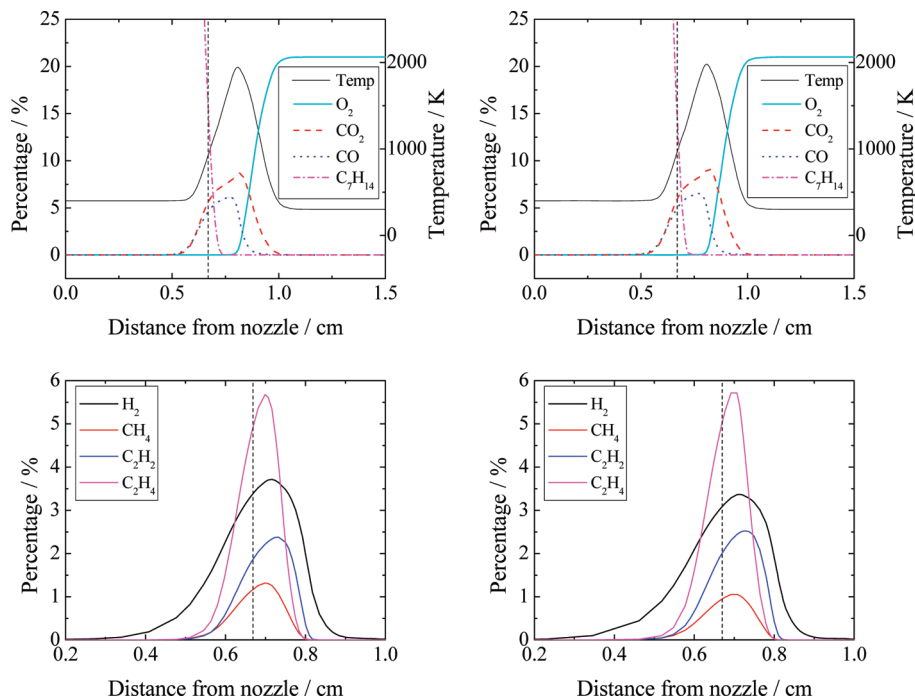 25
20
15
10
5
0
Percentage / %
2000
1000
0
Temperature / K
Temp
O2
CO2
CO
C7H14
0.0 0.5 1.0 1.5
Distance from nozzle / cm
25
20
15
10
5
0
Percentage / %
2000
1000
0
Temperature / K
Temp
O2
CO2
CO
C7H14
0.0 0.5 1.0 1.5
Distance from nozzle / cm
6
5
4
3
2
1
0
Percentage / %
H2
CH4
C2H2
C2H4
0.2 0.4 0.6 0.8 1.0
Distance from nozzle / cm
6
5
4
3
2
1
0
Percentage / %
H2
CH4
C2H2
C2H4
0.2 0.4 0.6 0.8 1.0
Distance from nozzle / cm